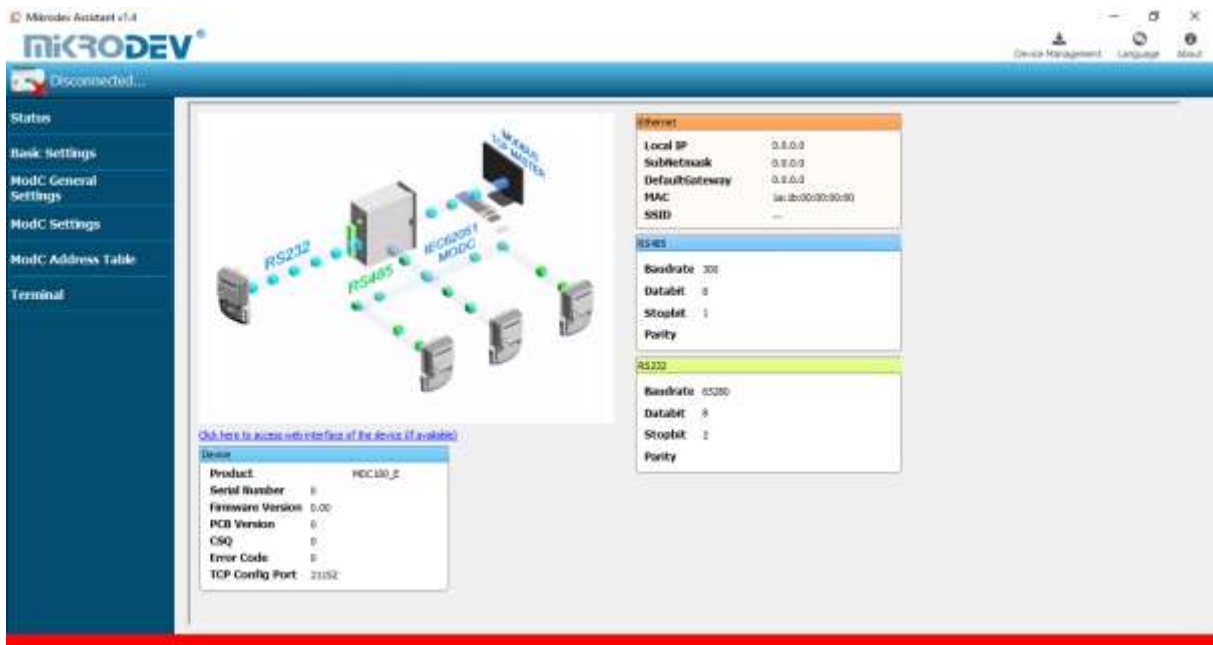 Mikrodev Assistant v1.4
MiKRODEV®
Device Management
Language
About
Disconnected...
Status
Basic Settings
ModC General
Settings
ModC Settings
ModC Address Table
Terminal
MODBUS
TCP MASTER
RS232
RS485
IEC62051
MODC
Click here to access web interface of the device (if available)
Device
Product MDC100_E
Serial Number 0
Firmware Version 0.00
PCB Version 0
CSQ 0
Error Code 0
TCP Config Port 21152
Ethernet
Local IP 0.0.0.0
SubNetmask 0.0.0.0
DefaultGateway 0.0.0.0
MAC
SSID ...
RS485
Baudrate 300
Databit 8
Stopbit 1
Parity
RS232
Baudrate 65280
Databit 8
Stopbit 2
Parity